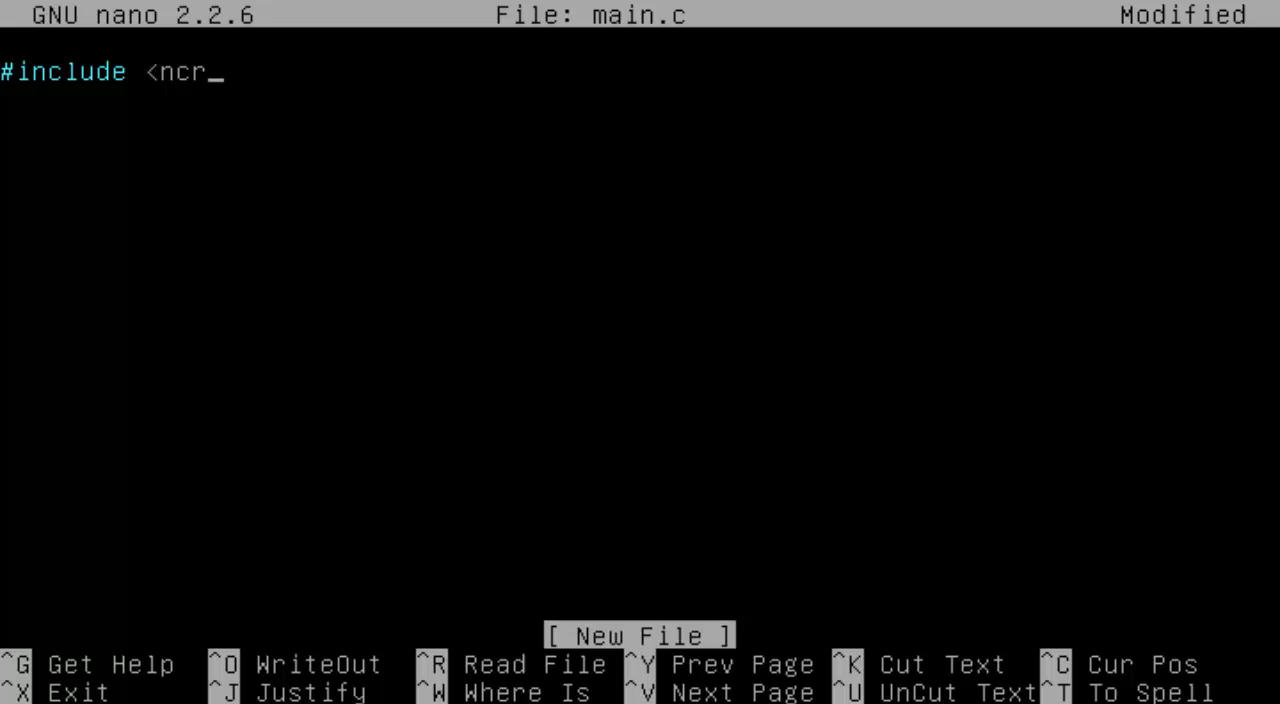 GNU nano 2.2.6 File: main.c Modified
#include <ncr_
[ New File ]
^G Get Help ^O WriteOut ^R Read File ^Y Prev Page ^K Cut Text ^C Cur Pos
^X Exit ^J Justify ^W Where Is ^V Next Page ^U UnCut Text ^T To Spell